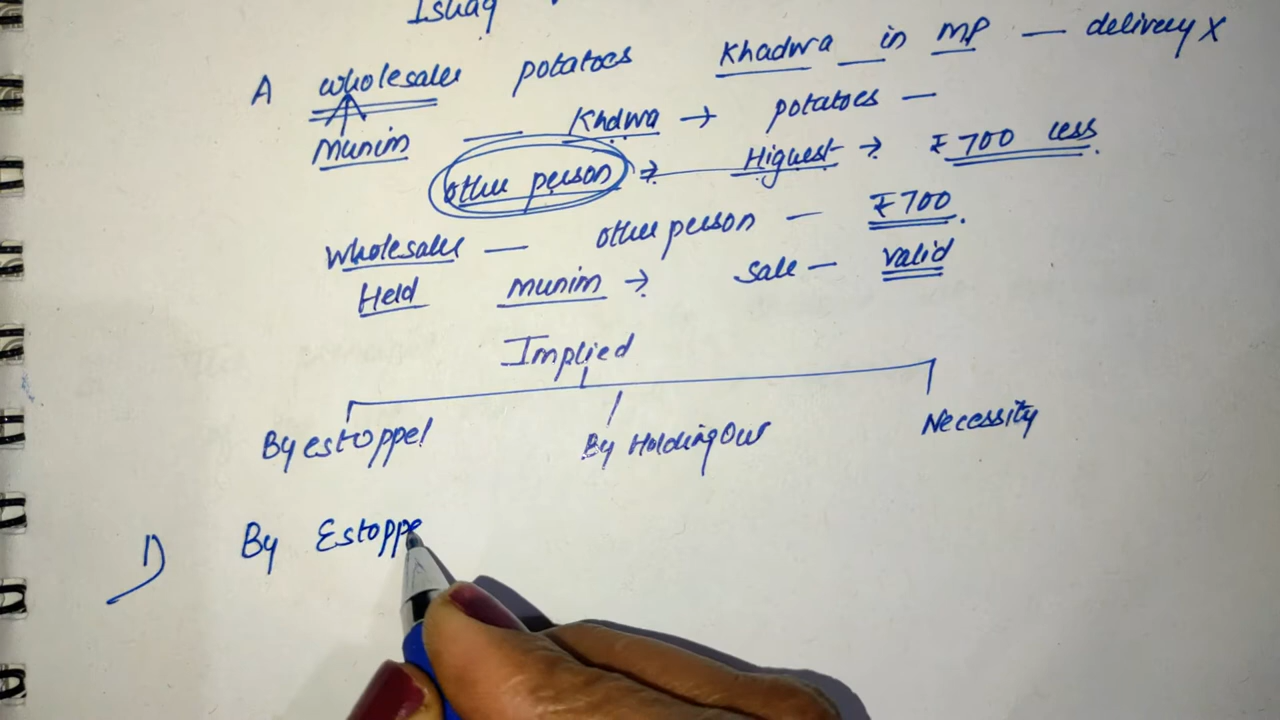 Ishaq
A wholesaler potatoes Khadwa in MP — delivery X
Munim — Khdwa → potatoes —
other person → Highest → ₹700 less.
Wholesaler — other person — ₹700.
Held munim → sale — valid
Implied
By estoppel By Holding Out Necessity
1) By Estoppe